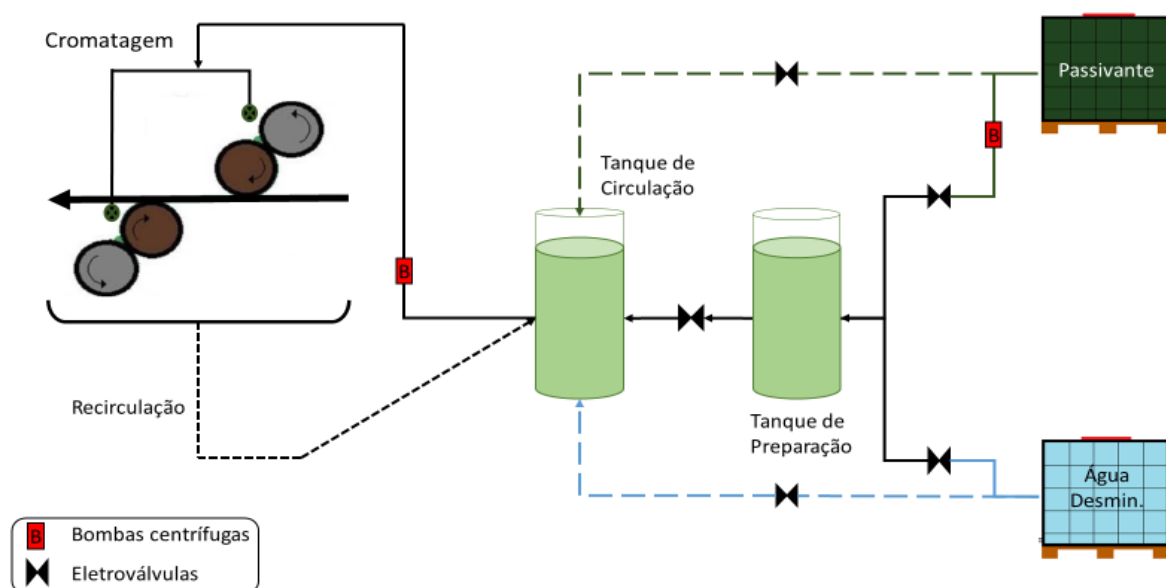 Cromatagem
Passivante
B
Tanque de
Circulação
B
Recirculação
Tanque de
Preparação
Água
Desmin.
B
Bombas centrífugas
Eletroválvulas